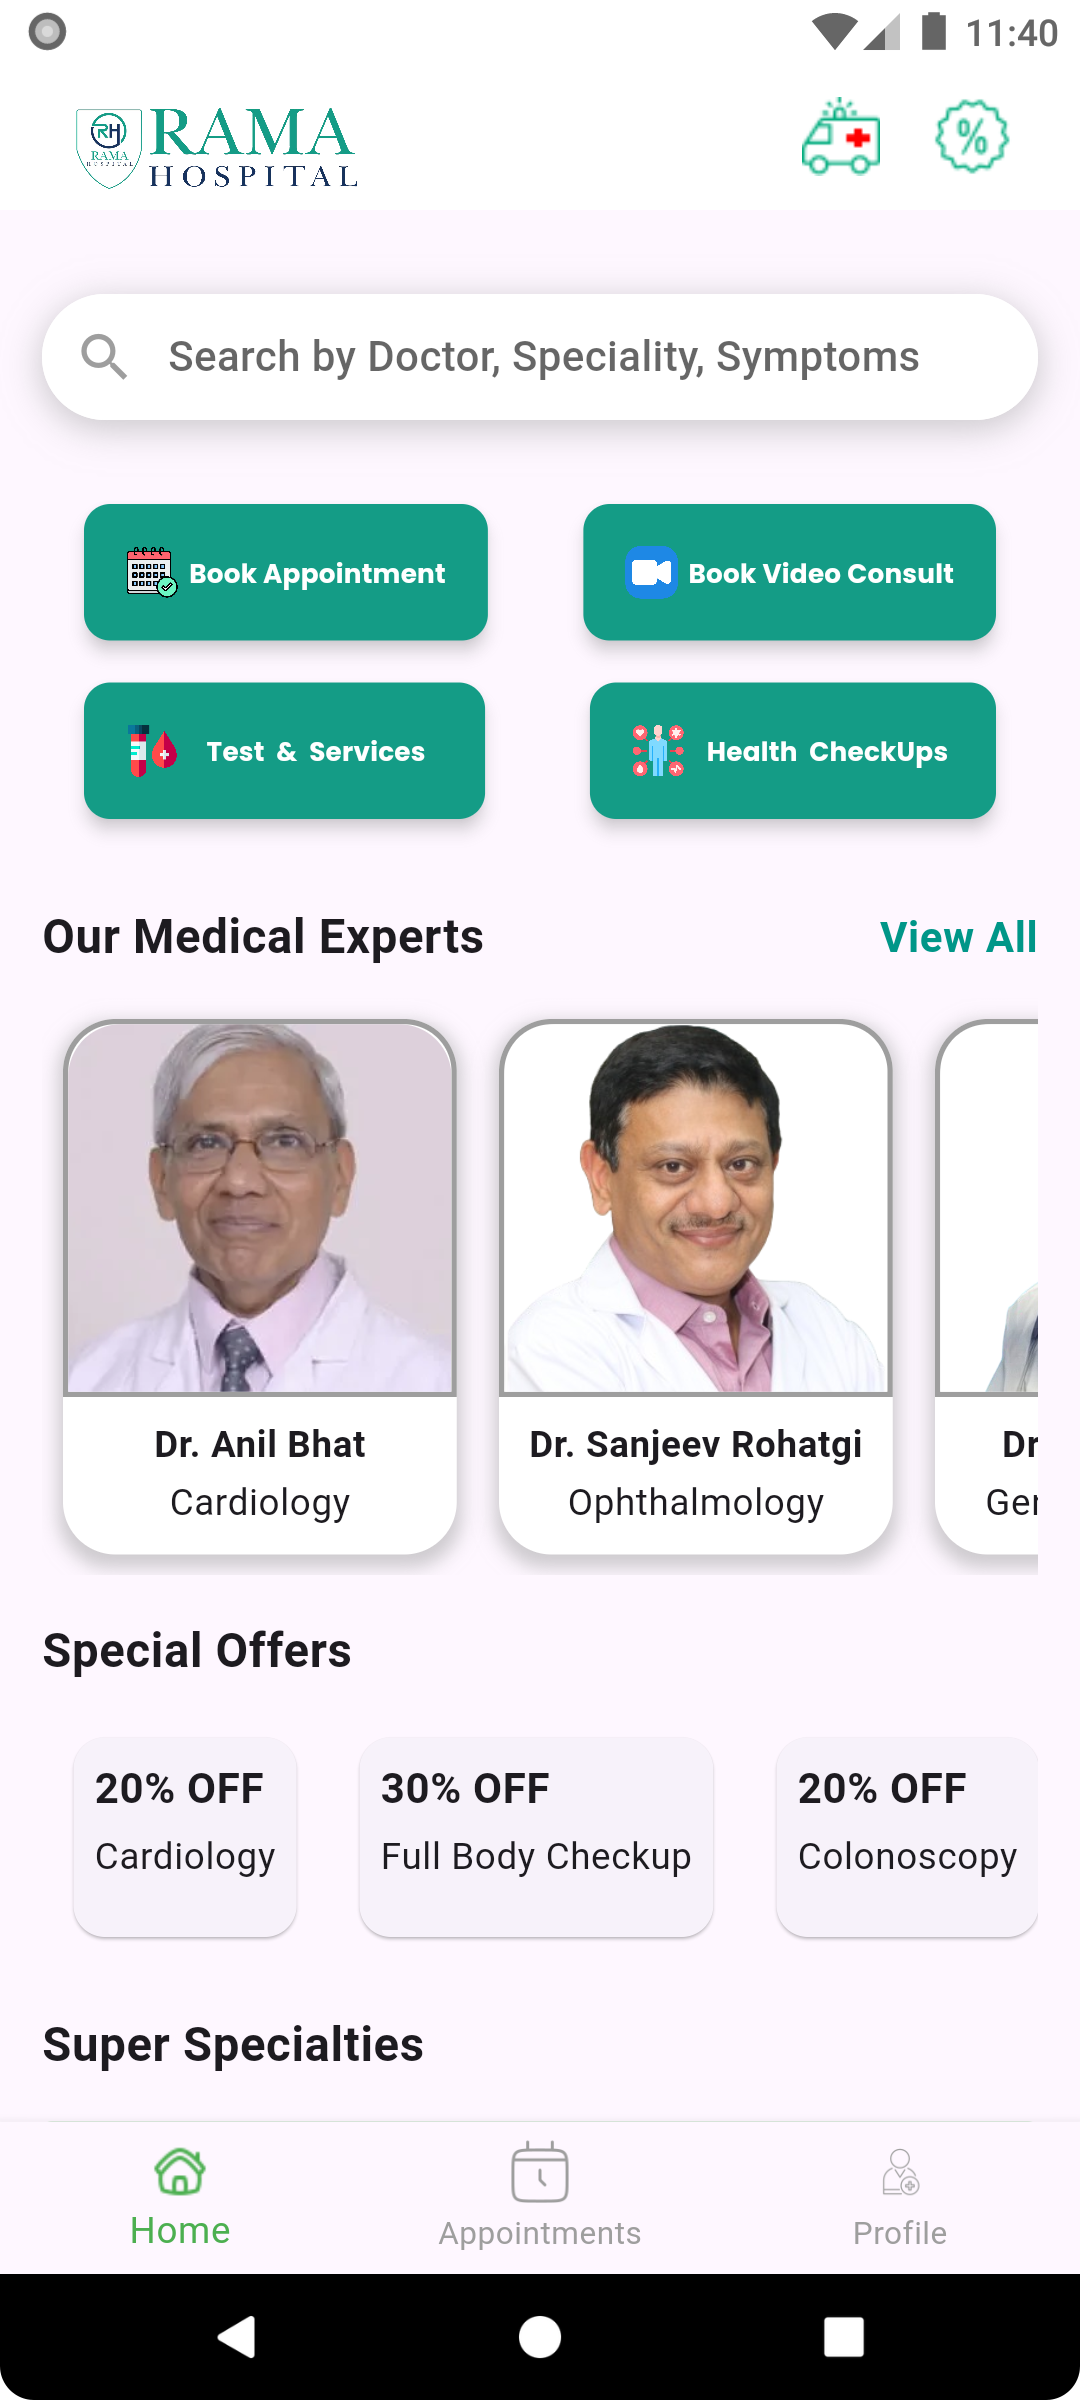 11:40
RH
RAMA
HOSPITAL
RAMA
HOSPITAL
%
Search by Doctor, Speciality, Symptoms
Book Appointment
Book Video Consult
Test & Services
Health CheckUps
Our Medical Experts
View All
Dr. Anil Bhat
Cardiology
Dr. Sanjeev Rohatgi
Ophthalmology
Dr
Ger
Special Offers
20% OFF
Cardiology
30% OFF
Full Body Checkup
20% OFF
Colonoscopy
Super Specialties
Home
Appointments
Profile